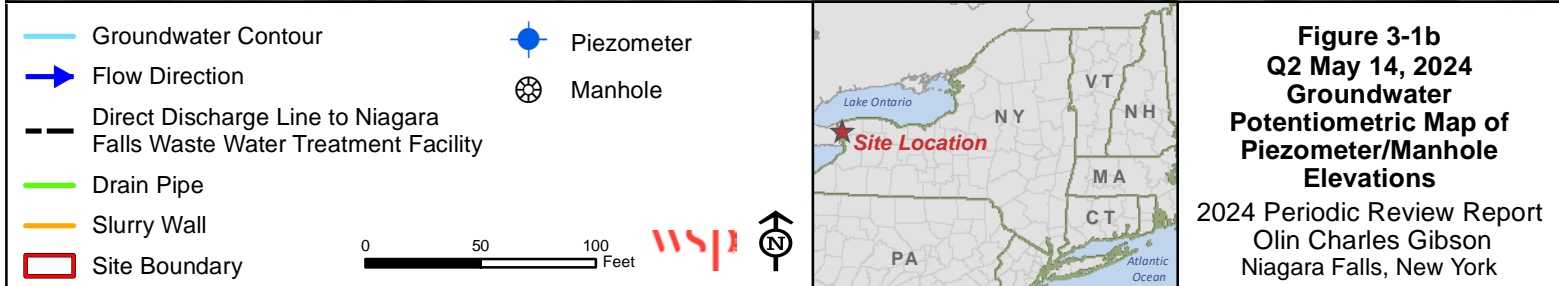 Groundwater Contour
Flow Direction
Direct Discharge Line to Niagara
Falls Waste Water Treatment Facility
Drain Pipe
Slurry Wall
Site Boundary
Piezometer
Manhole
0 50 100
Feet
wsp
N
Lake Ontario
Site Location
NY
VT
NH
MA
CT
PA
Atlantic
Ocean
Figure 3-1b
Q2 May 14, 2024
Groundwater
Potentiometric Map of
Piezometer/Manhole
Elevations
2024 Periodic Review Report
Olin Charles Gibson
Niagara Falls, New York